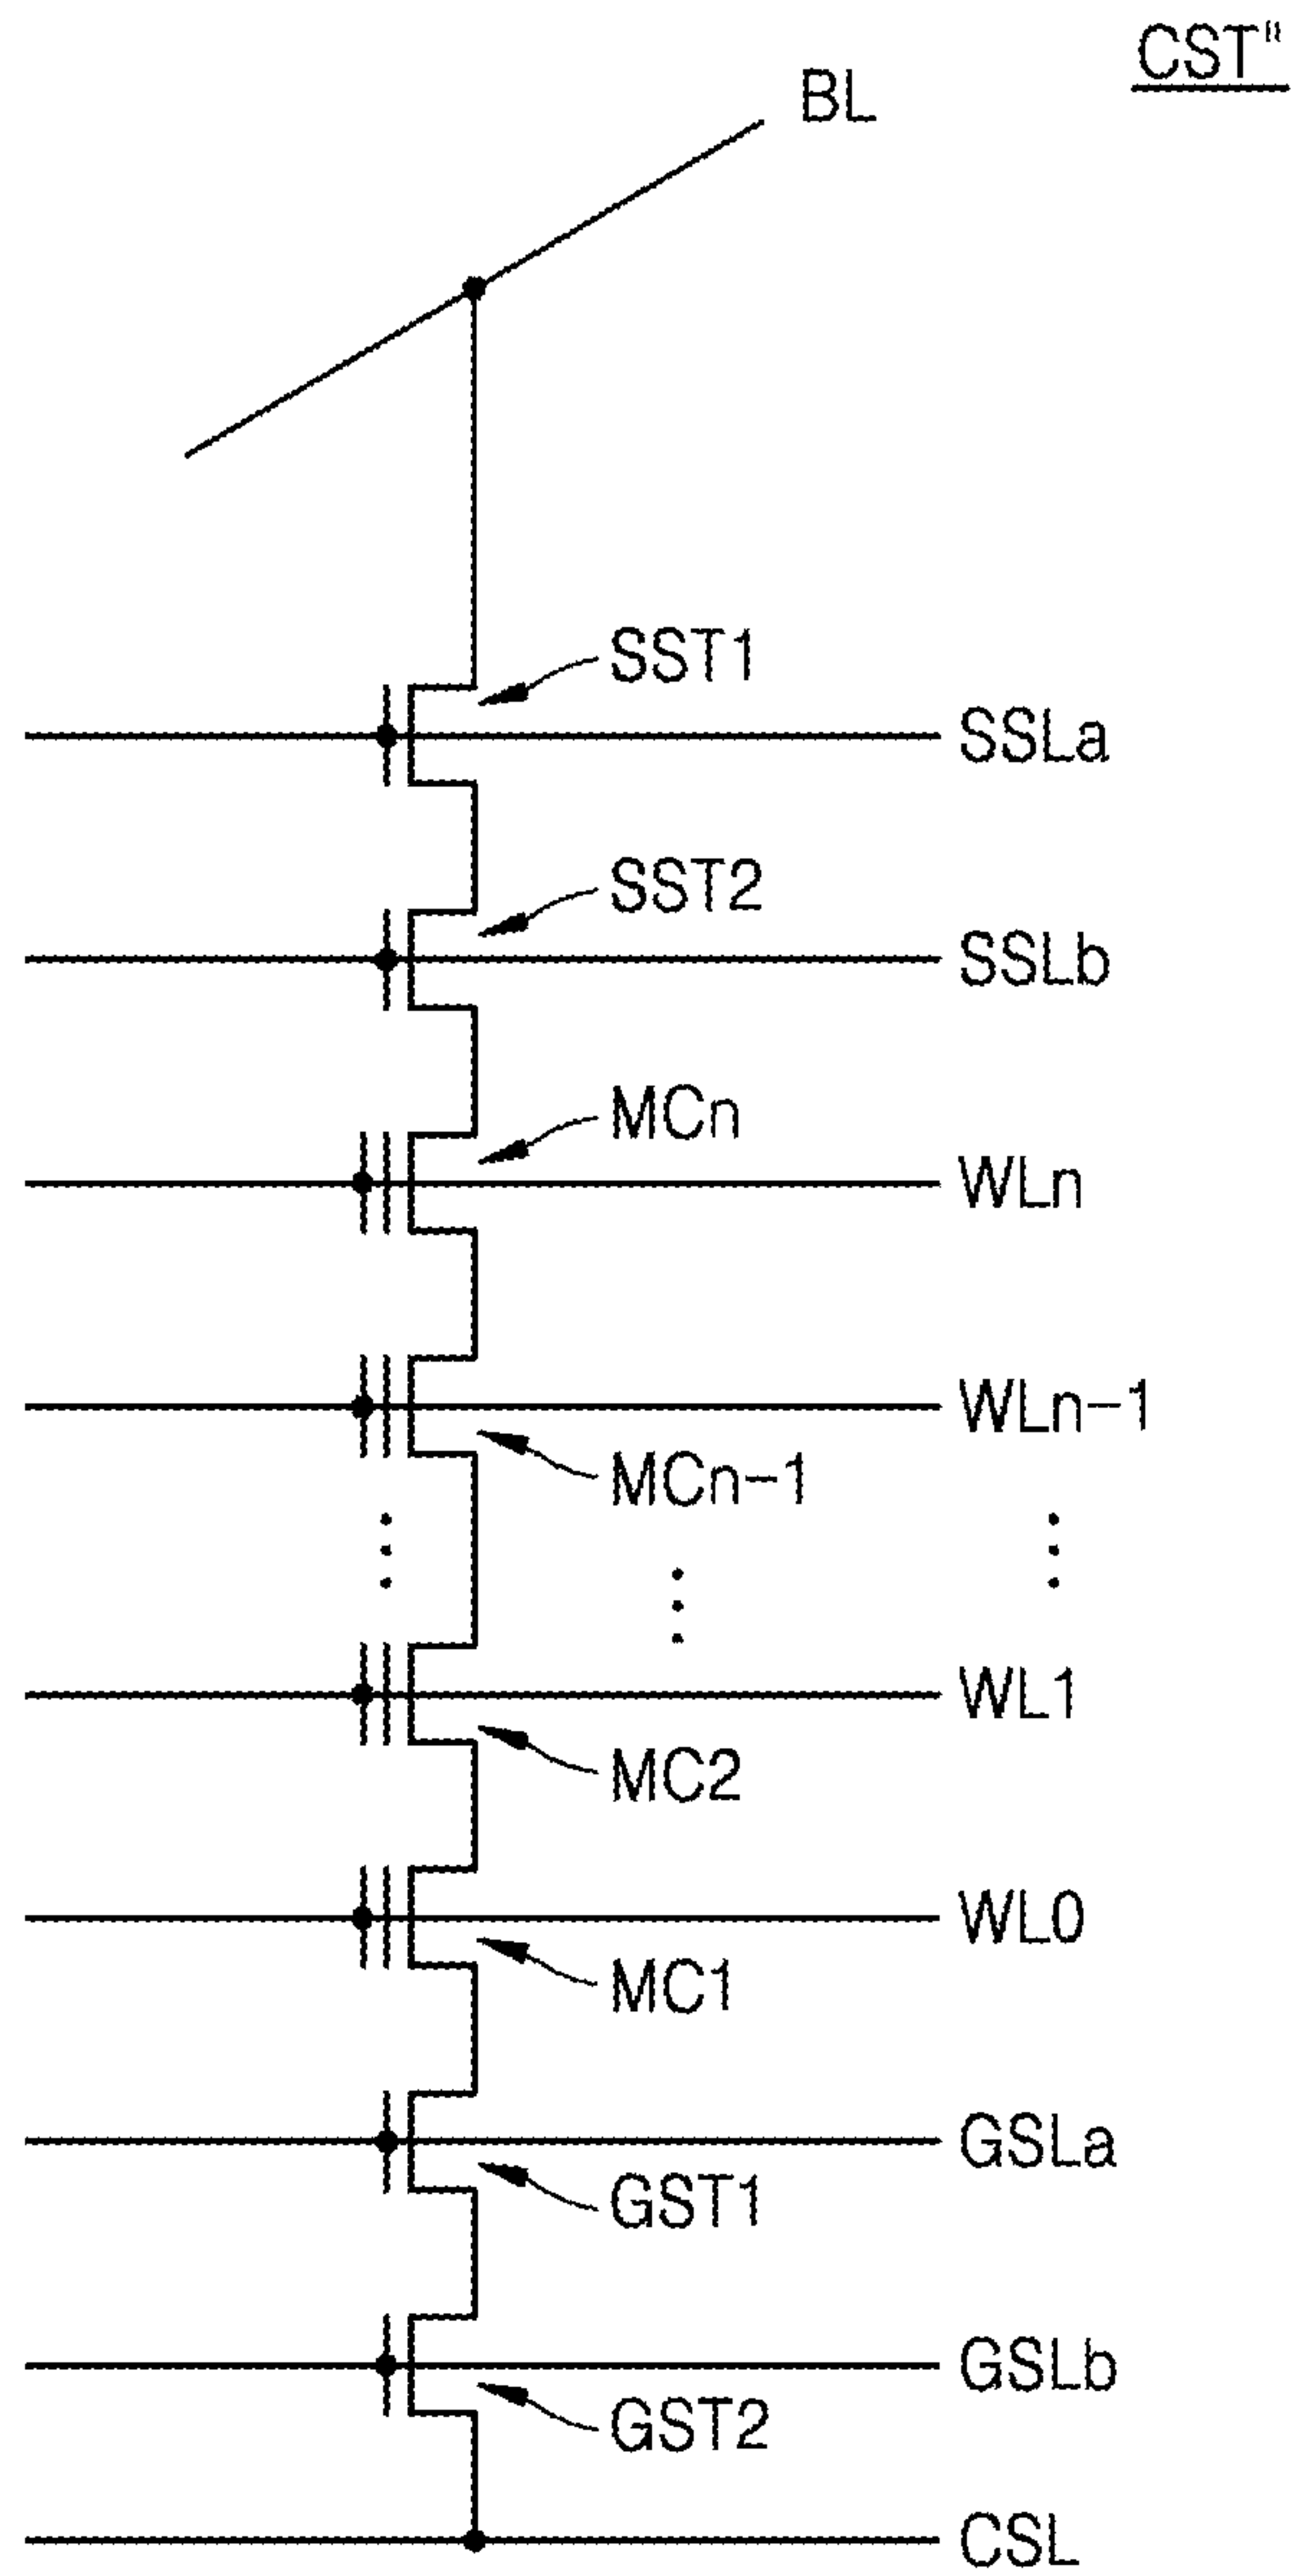 CST"
BL
SST1
SSLa
SST2
SSLb
MCn
WLn
WLn-1
MCn-1
WL1
MC2
WL0
MC1
GSLa
GST1
GSLb
GST2
CSL